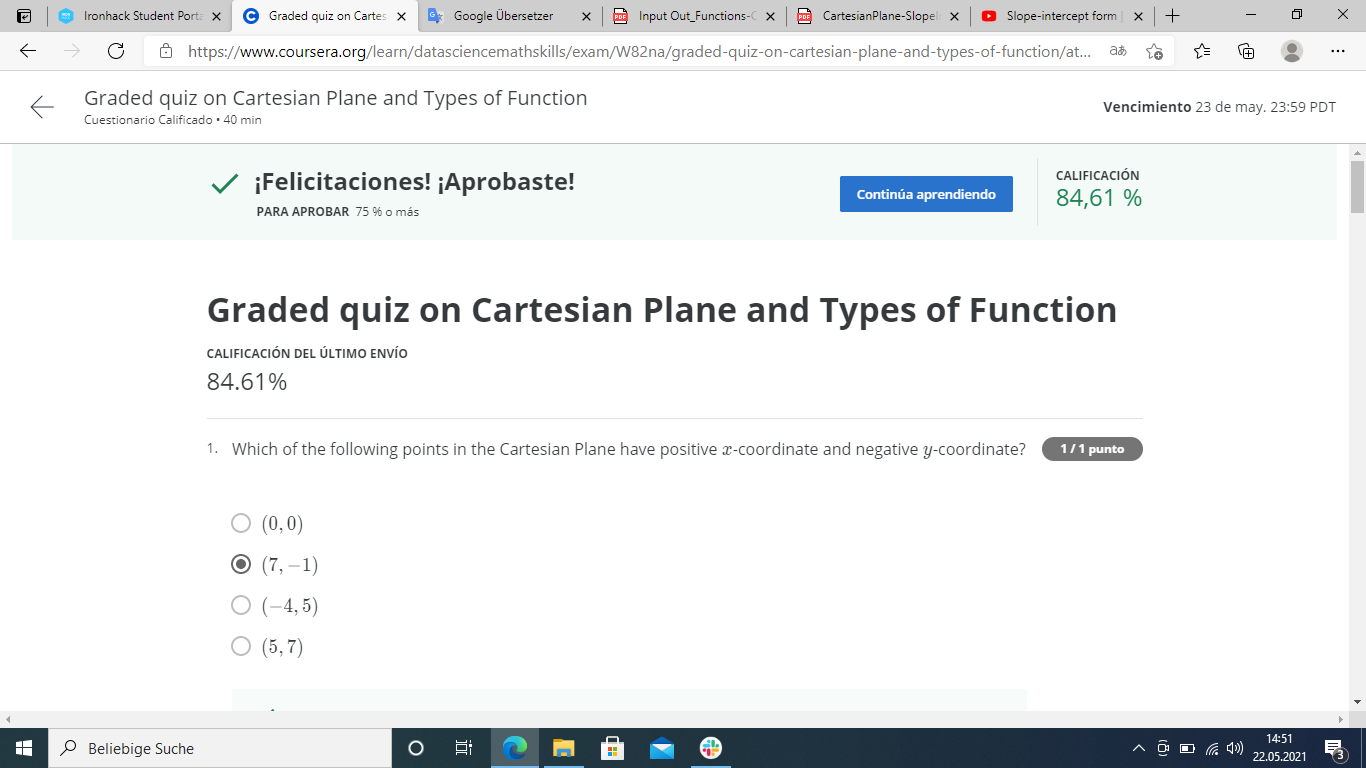 Ironhack Student Porta
Graded quiz on Cartes
Google Übersetzer
Input Out_Functions-C
CartesianPlane-SlopeIn
Slope-intercept form |
https://www.coursera.org/learn/datasciencemathskills/exam/W82na/graded-quiz-on-cartesian-plane-and-types-of-function/at...
Graded quiz on Cartesian Plane and Types of Function
Cuestionario Calificado • 40 min
Vencimiento 23 de may. 23:59 PDT
¡Felicitaciones! ¡Aprobaste!
PARA APROBAR 75 % o más
Continúa aprendiendo
CALIFICACIÓN
84,61 %
Graded quiz on Cartesian Plane and Types of Function
CALIFICACIÓN DEL ÚLTIMO ENVÍO
84.61%
1. Which of the following points in the Cartesian Plane have positive x-coordinate and negative y-coordinate?
1 / 1 punto
(0, 0)
(7, −1)
(−4, 5)
(5, 7)
Beliebige Suche
14:51
22.05.2021
3